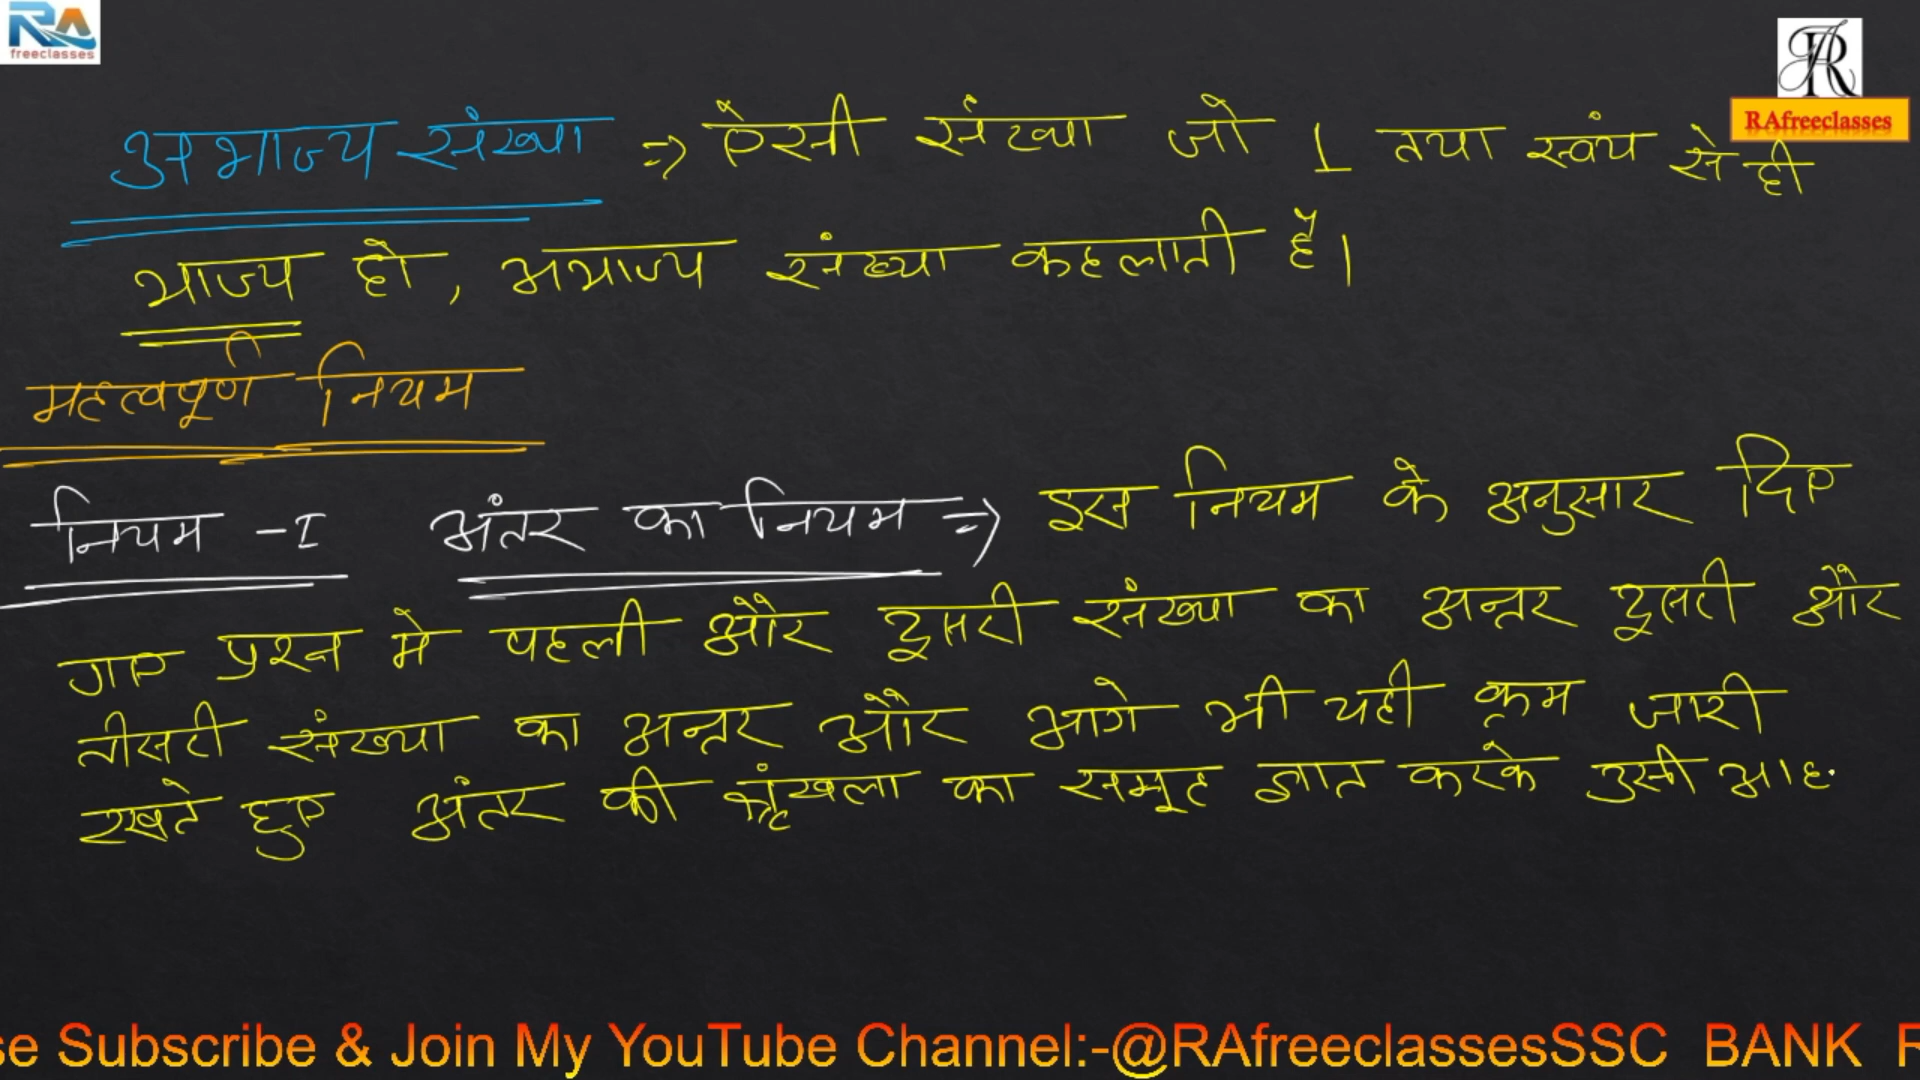 RA
freeclasses
RAfreeclasses
अभाज्य संख्या => ऐसी संख्या जो 1 तथा स्वंय से ही
भाज्य हो, अभाज्य संख्या कहलाती है।
महत्वपूर्ण नियम
नियम -I अंतर का नियम => इस नियम के अनुसार दिए
गए प्रश्न मे पहली और दूसरी संख्या का अन्तर दूसरी और
तीसरी संख्या का अन्तर और आगे भी यही क्रम जारी
रखते हुए अंतर की श्रृंखला का समूह ज्ञात करके उसी
se Subscribe & Join My YouTube Channel:-@RAfreeclassesSSC BANK R